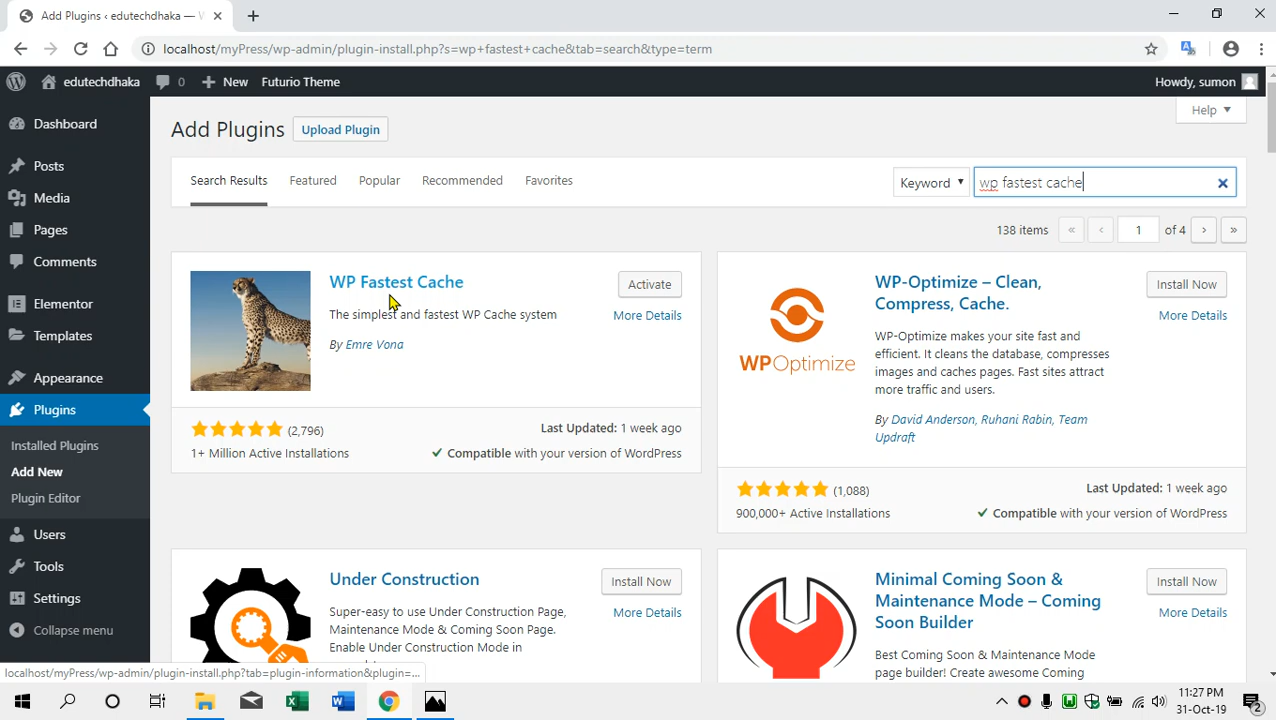 Add Plugins ‹ edutechdhaka — W
localhost/myPress/wp-admin/plugin-install.php?s=wp+fastest+cache&tab=search&type=term
edutechdhaka 0 New Futurio Theme Howdy, sumon
Dashboard
Posts
Media
Pages
Comments
Elementor
Templates
Appearance
Plugins
Installed Plugins
Add New
Plugin Editor
Users
Tools
Settings
Collapse menu
Help
Add Plugins Upload Plugin
Search Results Featured Popular Recommended Favorites Keyword wp fastest cache
138 items « ‹ 1 of 4 › »
WP Fastest Cache
Activate
More Details
The simplest and fastest WP Cache system
By Emre Vona
(2,796)
1+ Million Active Installations
Last Updated: 1 week ago
Compatible with your version of WordPress
WP-Optimize – Clean,
Compress, Cache.
Install Now
More Details
WPOptimize
WP-Optimize makes your site fast and
efficient. It cleans the database, compresses
images and caches pages. Fast sites attract
more traffic and users.
By David Anderson, Ruhani Rabin, Team
Updraft
(1,088)
900,000+ Active Installations
Last Updated: 1 week ago
Compatible with your version of WordPress
Under Construction
Install Now
More Details
Super-easy to use Under Construction Page,
Maintenance Mode & Coming Soon Page.
Enable Under Construction Mode in
Minimal Coming Soon &
Maintenance Mode – Coming
Soon Builder
Install Now
More Details
Best Coming Soon & Maintenance Mode
page builder! Create awesome Coming
localhost/myPress/wp-admin/plugin-install.php?tab=plugin-information&plugin=...
11:27 PM
31-Oct-19
2